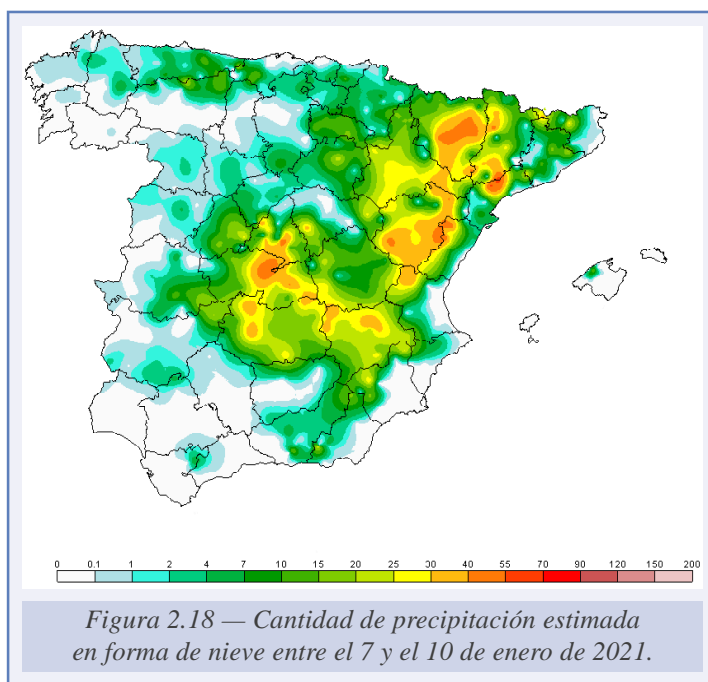 0 0.1 1 2 4 7 10 15 20 25 30 40 55 70 90 120 150 200
Figura 2.18 — Cantidad de precipitación estimada
en forma de nieve entre el 7 y el 10 de enero de 2021.